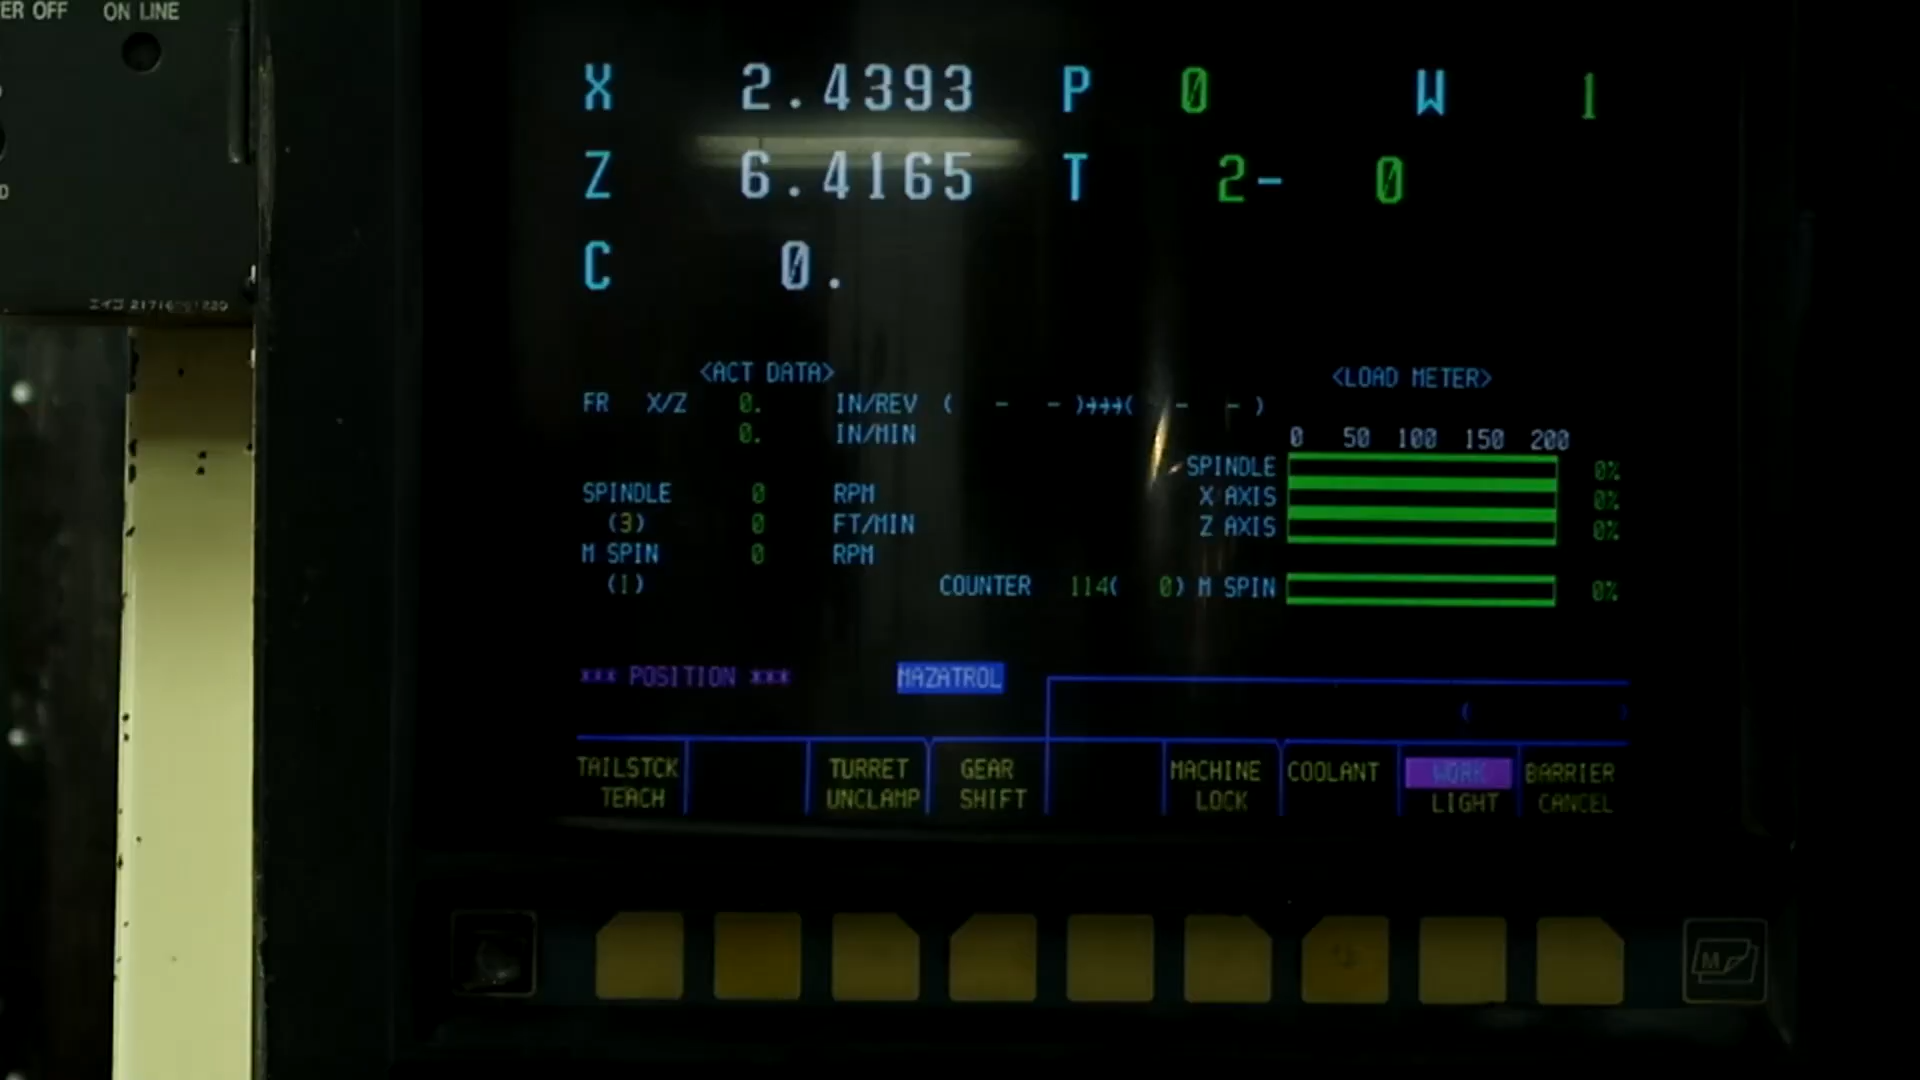 ER OFF ON LINE
X 2.4393 P 0 W 1
Z 6.4165 T 2- 0
C 0.
<ACT DATA> <LOAD METER>
FR X/Z 0. IN/REV ( - - )→→→( - - )
0. IN/MIN
0 50 100 150 200
SPINDLE 0%
SPINDLE 0 RPM X AXIS 0%
(3) 0 FT/MIN Z AXIS 0%
M SPIN 0 RPM
(1) COUNTER 114( 0) M SPIN 0%
*** POSITION *** MAZATROL
( )
TAILSTCK TEACH
TURRET UNCLAMP
GEAR SHIFT
MACHINE LOCK
COOLANT
WORK LIGHT
BARRIER CANCEL
M